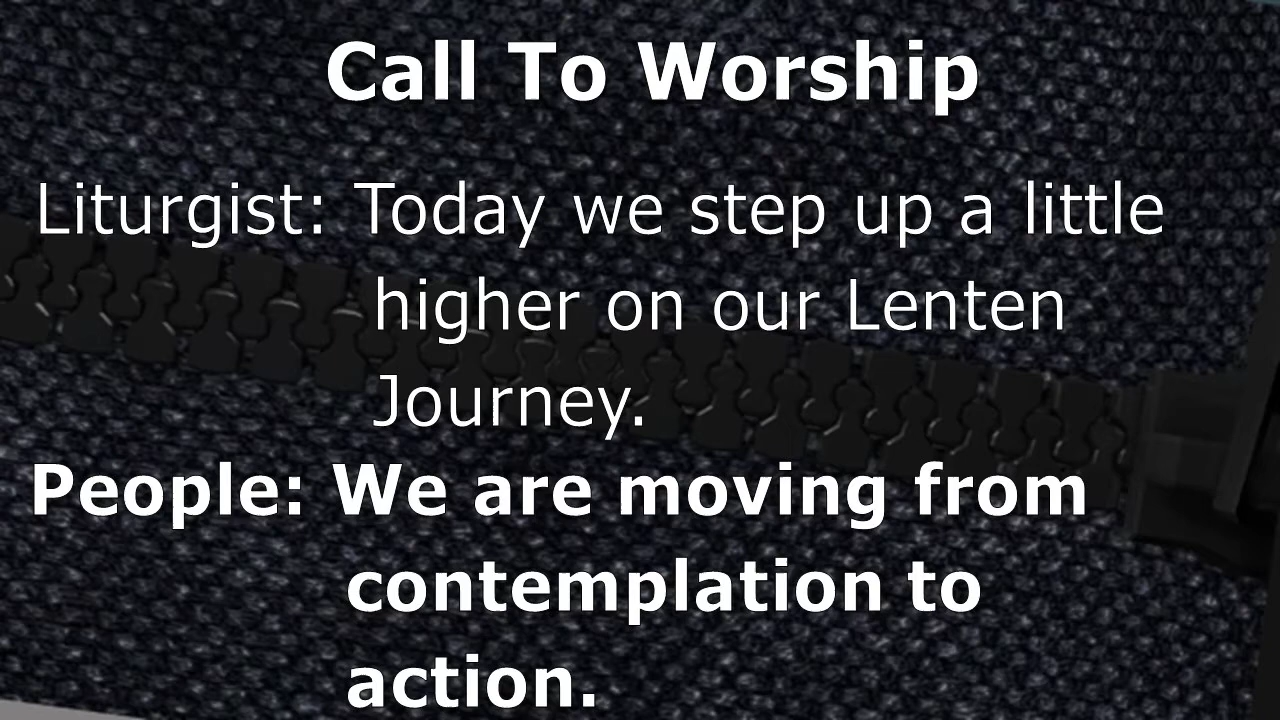 Call To Worship
Liturgist: Today we step up a little
higher on our Lenten
Journey.
People: We are moving from
contemplation to
action.